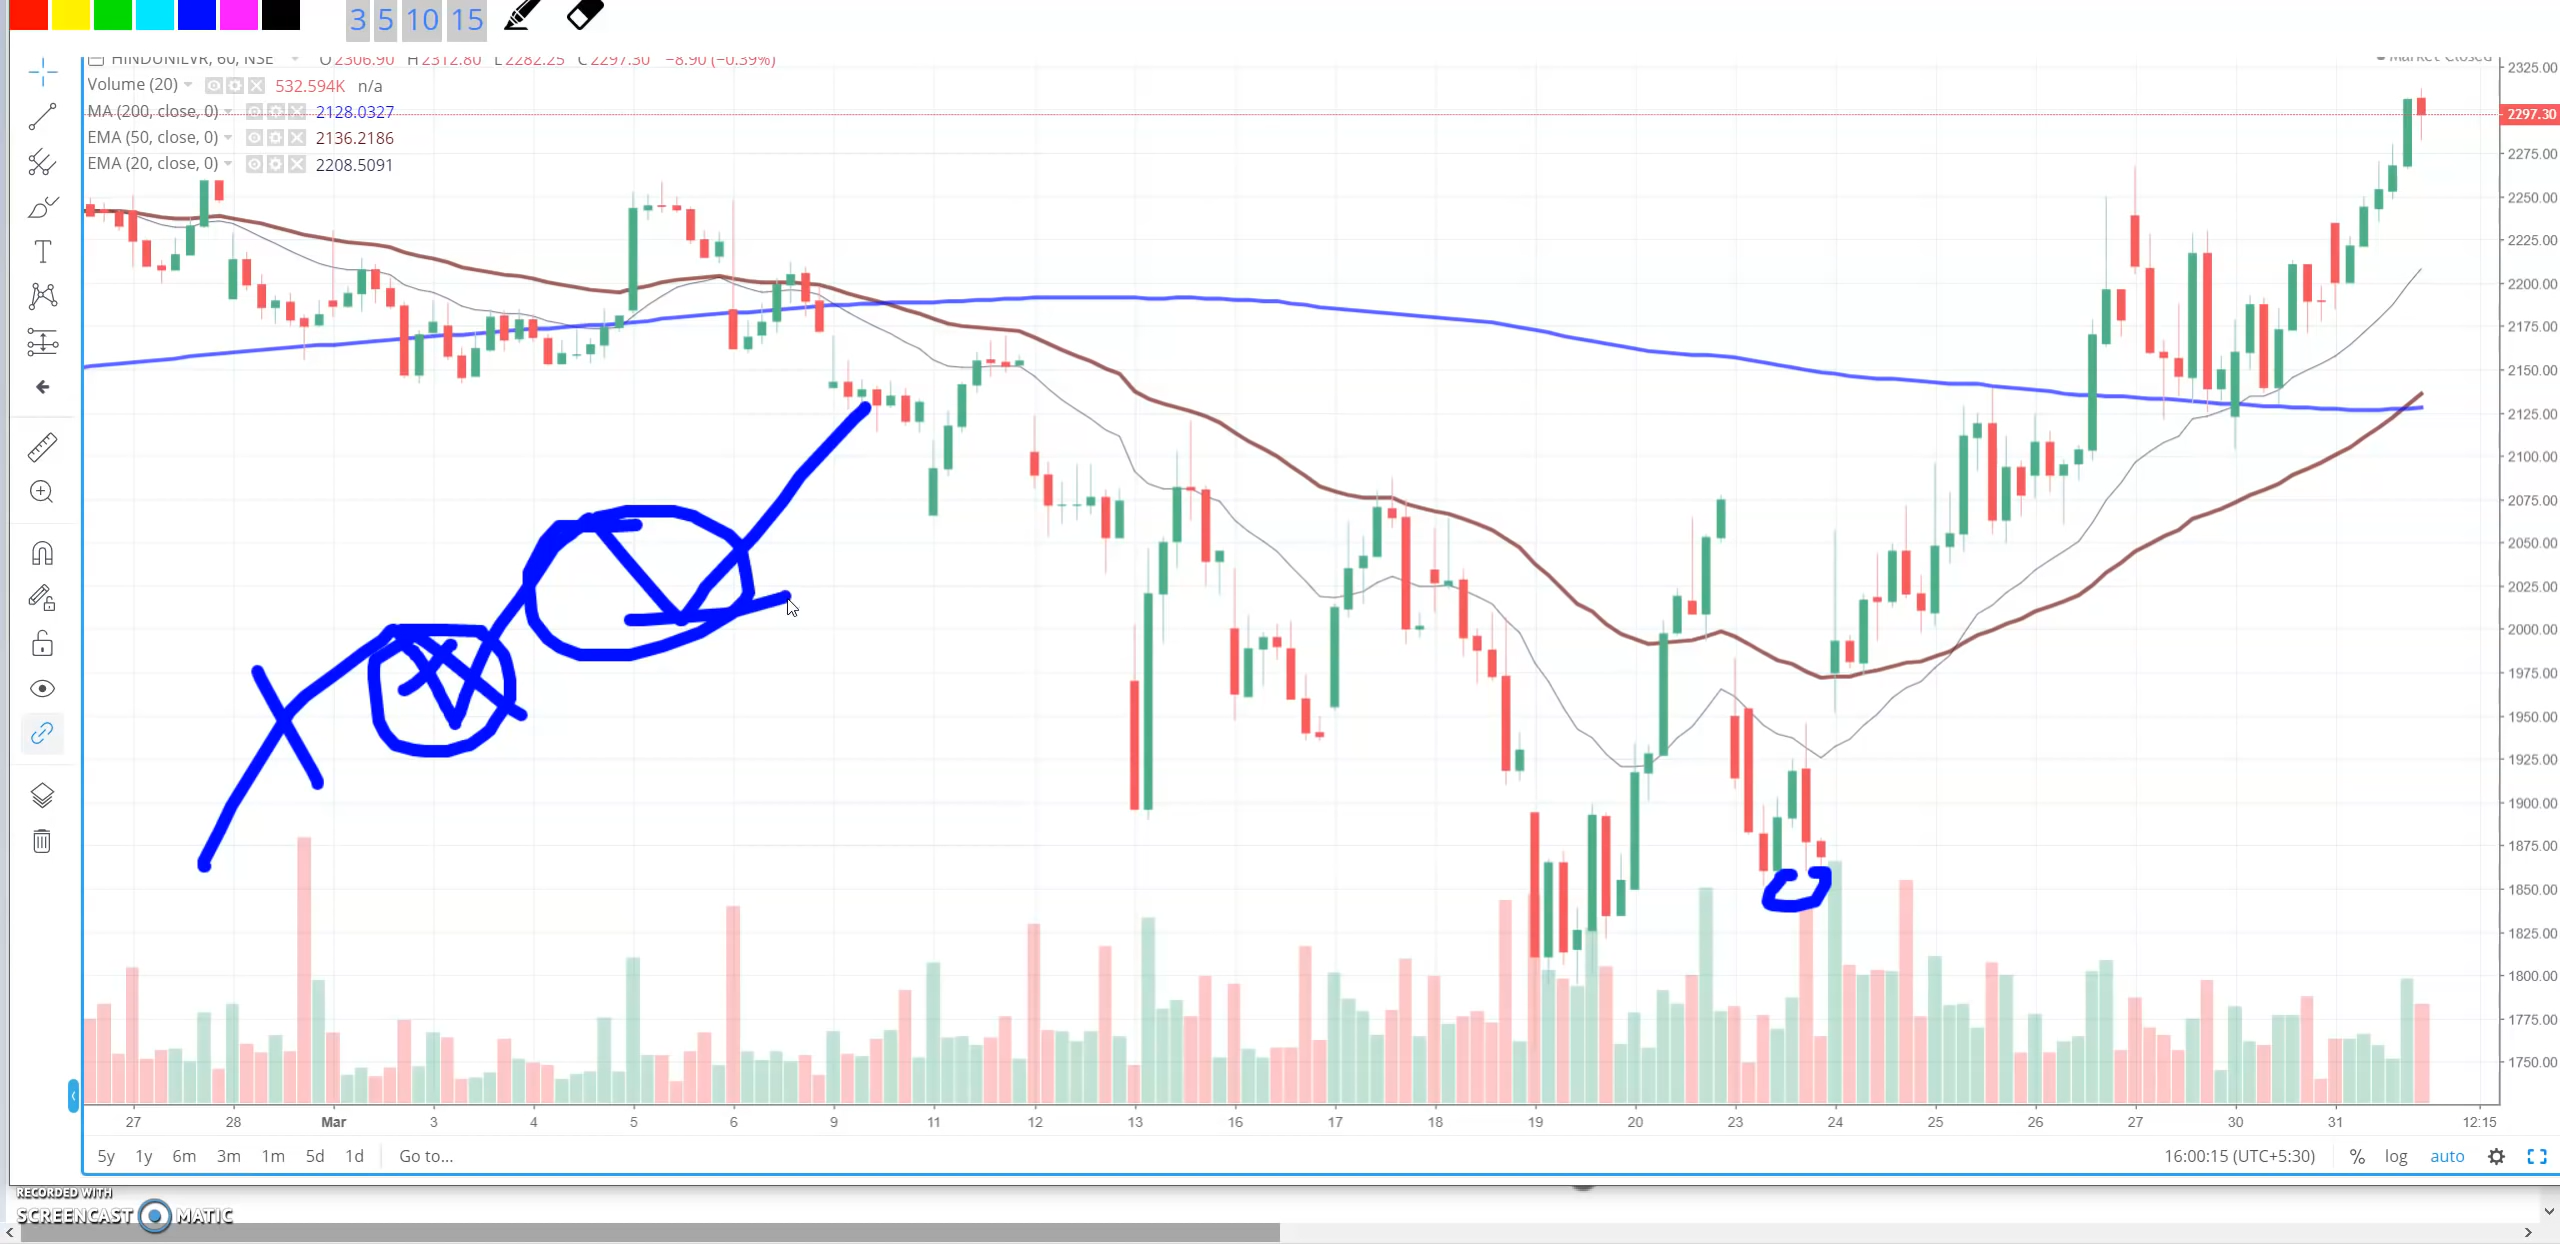 3 5 10 15
HINDUNILVR, 60, NSE O2306.90 H2312.80 L2282.25 C2297.30 −8.90 (−0.39%)
Market Closed
Volume (20) 532.594K n/a
MA (200, close, 0) 2128.0327
EMA (50, close, 0) 2136.2186
EMA (20, close, 0) 2208.5091
2325.00
2297.30
2275.00
2250.00
2225.00
2200.00
2175.00
2150.00
2125.00
2100.00
2075.00
2050.00
2025.00
2000.00
1975.00
1950.00
1925.00
1900.00
1875.00
1850.00
1825.00
1800.00
1775.00
1750.00
27 28 Mar 3 4 5 6 9 11 12 13 16 17 18 19 20 23 24 25 26 27 30 31 12:15
5y 1y 6m 3m 1m 5d 1d Go to... 16:00:15 (UTC+5:30) % log auto
RECORDED WITH
SCREENCAST MATIC